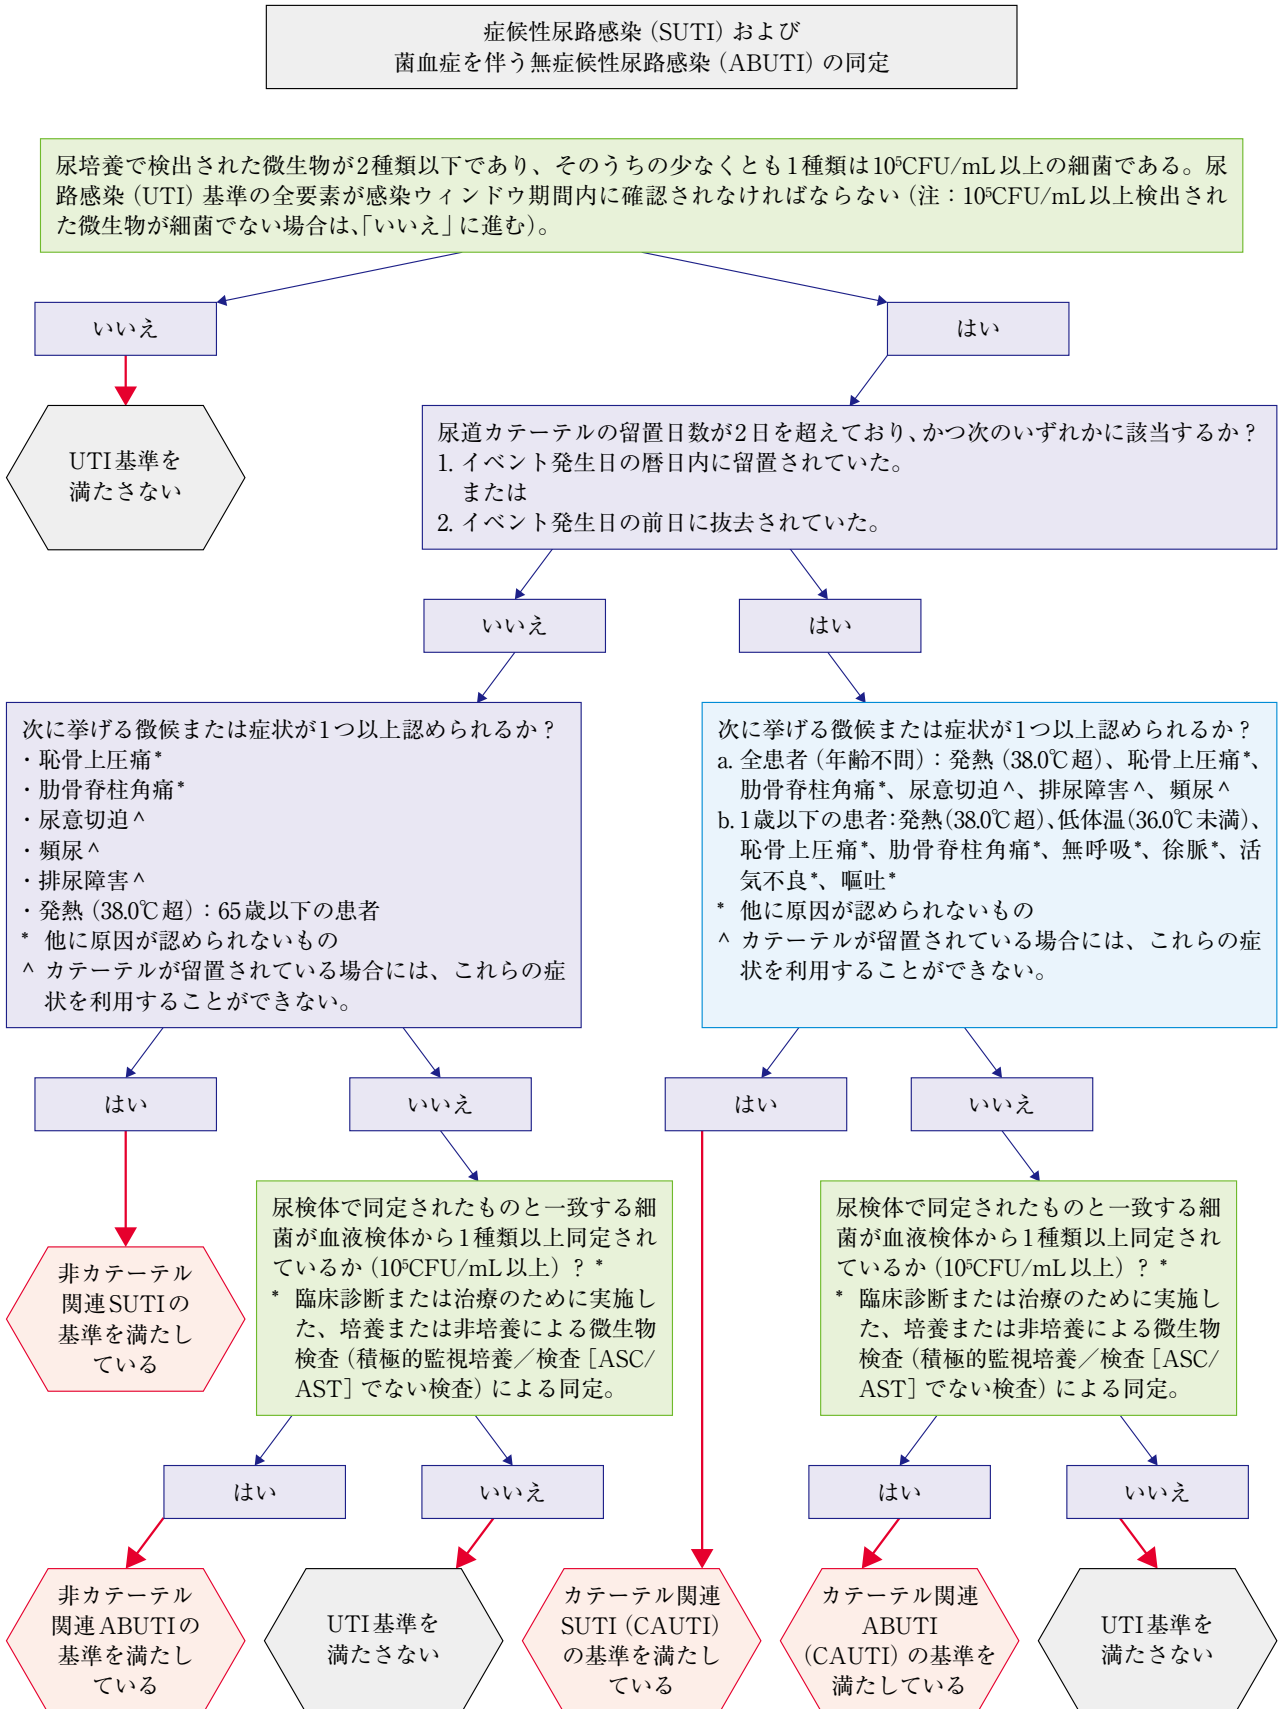 症候性尿路感染（SUTI）および
菌血症を伴う無症候性尿路感染（ABUTI）の同定
尿培養で検出された微生物が2種類以下であり、そのうちの少なくとも1種類は10⁵CFU/mL以上の細菌である。尿
路感染（UTI）基準の全要素が感染ウィンドウ期間内に確認されなければならない（注：10⁵CFU/mL以上検出され
た微生物が細菌でない場合は、「いいえ」に進む）。
いいえ
はい
UTI基準を
満たさない
尿道カテーテルの留置日数が2日を超えており、かつ次のいずれかに該当するか？
1. イベント発生日の暦日内に留置されていた。
または
2. イベント発生日の前日に抜去されていた。
いいえ
はい
次に挙げる徴候または症状が1つ以上認められるか？
・恥骨上圧痛*
・肋骨脊柱角痛*
・尿意切迫^
・頻尿^
・排尿障害^
・発熱（38.0℃超）：65歳以下の患者
* 他に原因が認められないもの
^ カテーテルが留置されている場合には、これらの症
状を利用することができない。
次に挙げる徴候または症状が1つ以上認められるか？
a. 全患者（年齢不問）：発熱（38.0℃超）、恥骨上圧痛*、
肋骨脊柱角痛*、尿意切迫^、排尿障害^、頻尿^
b. 1歳以下の患者：発熱（38.0℃超）、低体温（36.0℃未満）、
恥骨上圧痛*、肋骨脊柱角痛*、無呼吸*、徐脈*、活
気不良*、嘔吐*
* 他に原因が認められないもの
^ カテーテルが留置されている場合には、これらの症
状を利用することができない。
はい
いいえ
はい
いいえ
非カテーテル
関連SUTIの
基準を満たし
ている
尿検体で同定されたものと一致する細
菌が血液検体から1種類以上同定され
ているか（10⁵CFU/mL以上）？*
* 臨床診断または治療のために実施し
た、培養または非培養による微生物
検査（積極的監視培養／検査［ASC/
AST］でない検査）による同定。
尿検体で同定されたものと一致する細
菌が血液検体から1種類以上同定され
ているか（10⁵CFU/mL以上）？*
* 臨床診断または治療のために実施し
た、培養または非培養による微生物
検査（積極的監視培養／検査［ASC/
AST］でない検査）による同定。
はい
いいえ
はい
いいえ
非カテーテル
関連ABUTIの
基準を満たし
ている
UTI基準を
満たさない
カテーテル関連
SUTI（CAUTI）
の基準を満たし
ている
カテーテル関連
ABUTI
（CAUTI）の基準を
満たしている
UTI基準を
満たさない